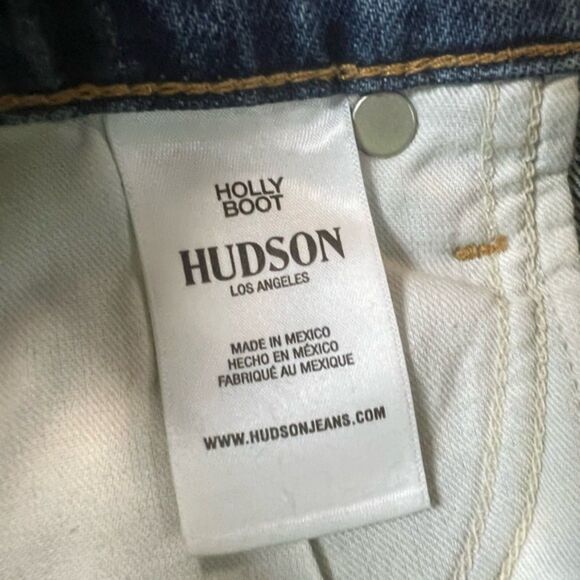 HOLLY
BOOT
HUDSON
LOS ANGELES
MADE IN MEXICO
HECHO EN MÉXICO
FABRIQUÉ AU MEXIQUE
WWW.HUDSONJEANS.COM